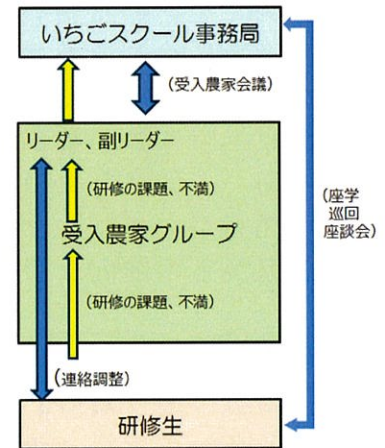 いちごスクール事務局
(受入農家会議)
リーダー、副リーダー
(研修の課題、不満)
受入農家グループ
(研修の課題、不満)
(座学
巡回
座談会)
(連絡調整)
研修生